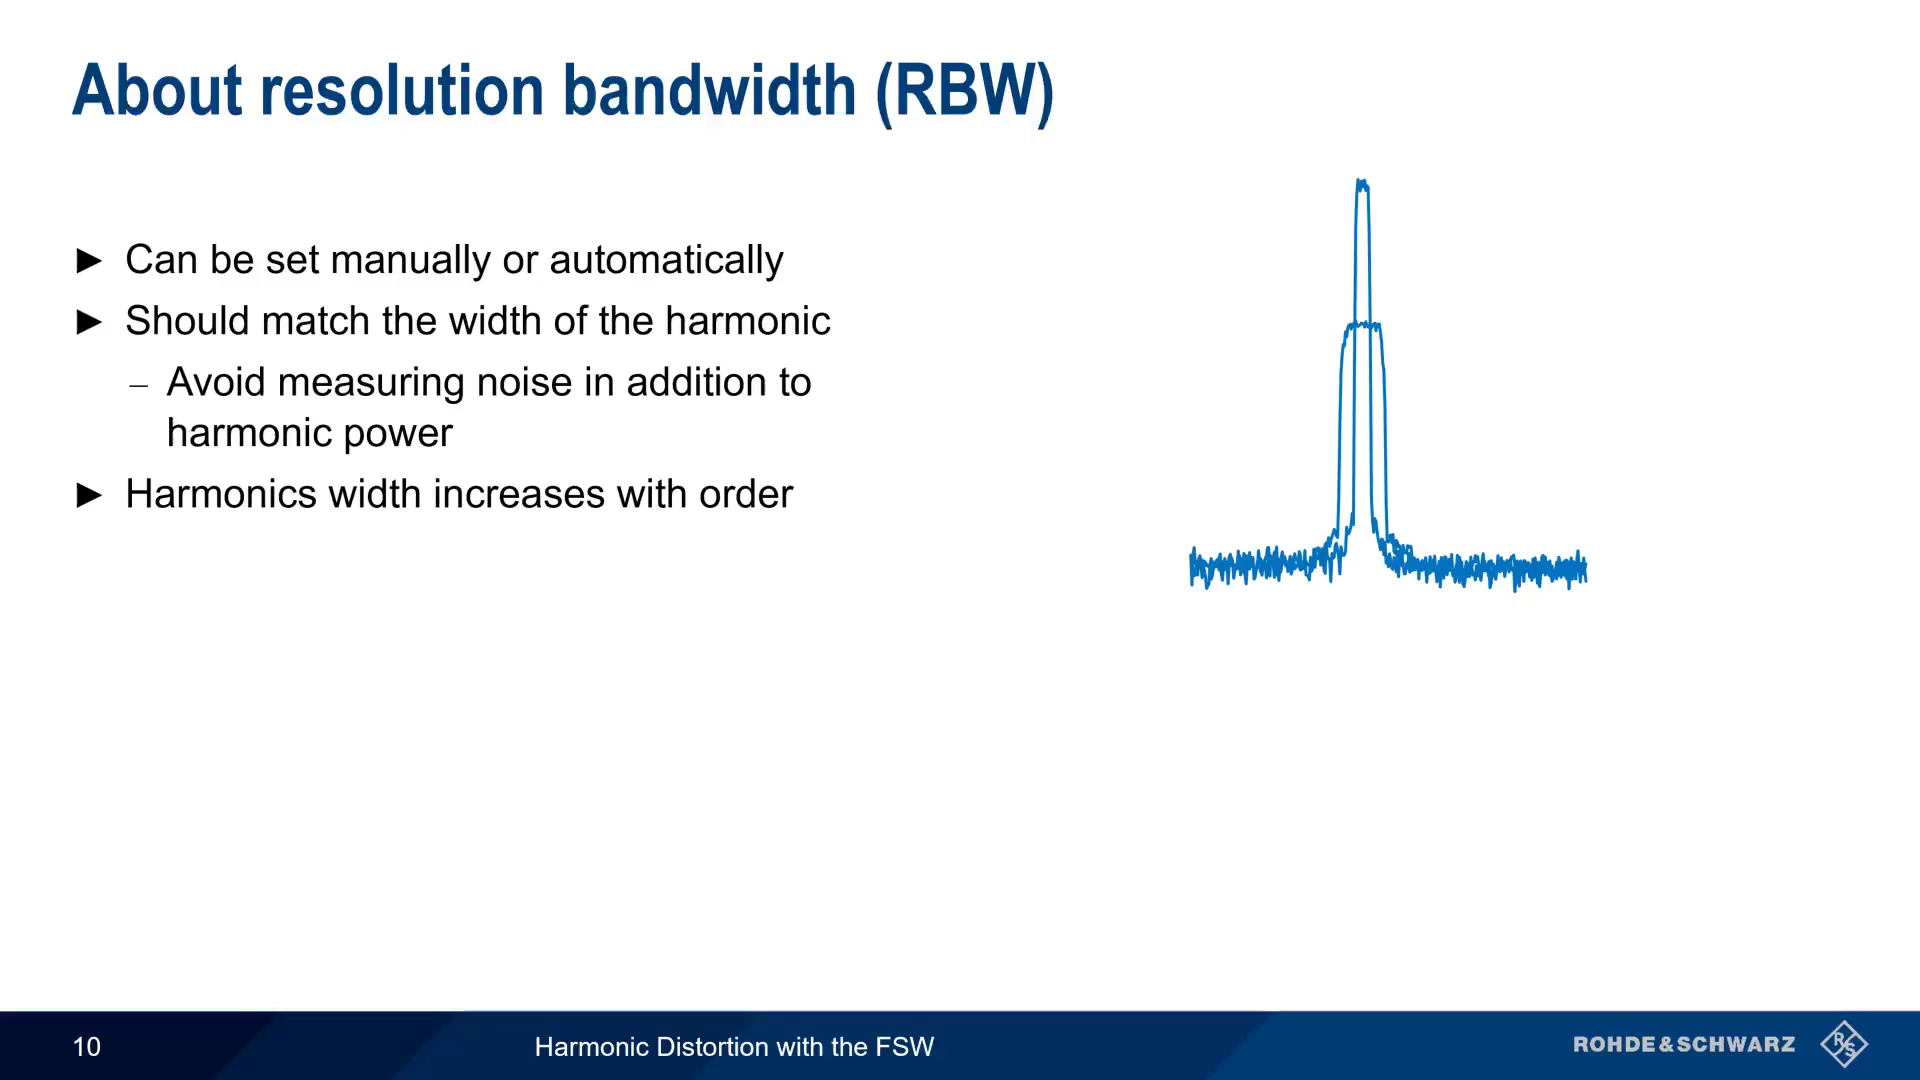 About resolution bandwidth (RBW)
► Can be set manually or automatically
► Should match the width of the harmonic
– Avoid measuring noise in addition to
harmonic power
► Harmonics width increases with order
10
Harmonic Distortion with the FSW
ROHDE&SCHWARZ
R S